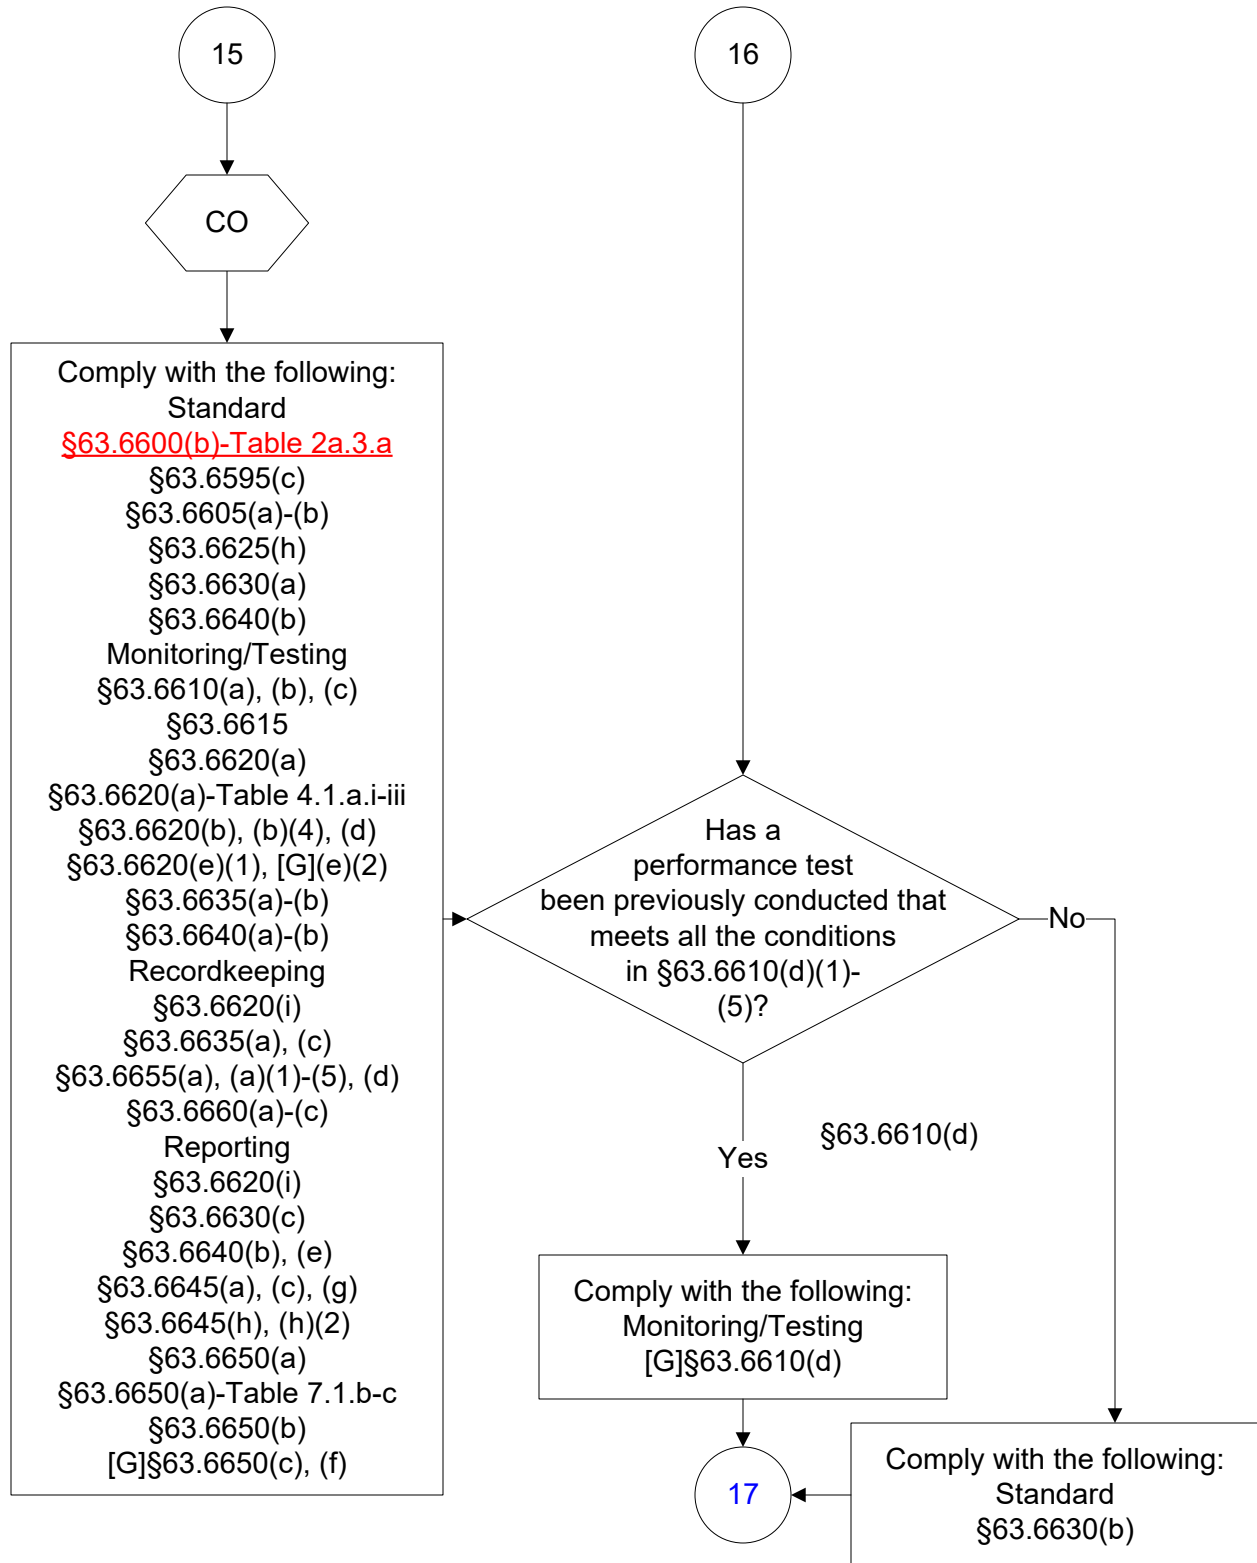 15
16
CO
Comply with the following:
Standard
§63.6600(b)-Table 2a.3.a
§63.6595(c)
§63.6605(a)-(b)
§63.6625(h)
§63.6630(a)
§63.6640(b)
Monitoring/Testing
§63.6610(a), (b), (c)
§63.6615
§63.6620(a)
§63.6620(a)-Table 4.1.a.i-iii
§63.6620(b), (b)(4), (d)
§63.6620(e)(1), [G](e)(2)
§63.6635(a)-(b)
§63.6640(a)-(b)
Recordkeeping
§63.6620(i)
§63.6635(a), (c)
§63.6655(a), (a)(1)-(5), (d)
§63.6660(a)-(c)
Reporting
§63.6620(i)
§63.6630(c)
§63.6640(b), (e)
§63.6645(a), (c), (g)
§63.6645(h), (h)(2)
§63.6650(a)
§63.6650(a)-Table 7.1.b-c
§63.6650(b)
[G]§63.6650(c), (f)
Has a
performance test
been previously conducted that
meets all the conditions
in §63.6610(d)(1)-
(5)?
No
Yes
§63.6610(d)
Comply with the following:
Monitoring/Testing
[G]§63.6610(d)
17
Comply with the following:
Standard
§63.6630(b)